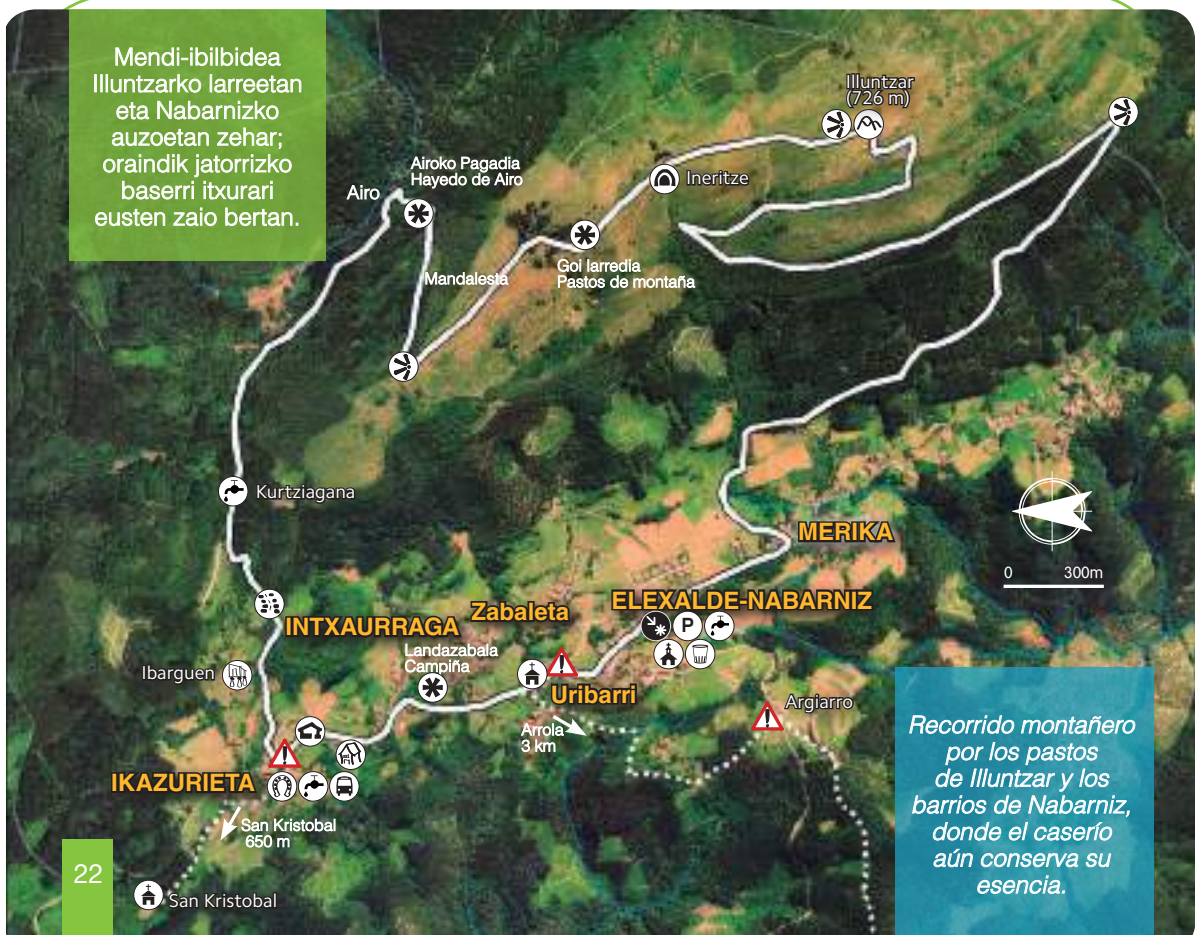 Mendi-ibilbidea
Illuntzarko larreetan
eta Nabarnizko
auzoetan zehar;
oraindik jatorrizko
baserri itxurari
eusten zaio bertan.
Illuntzar
(726 m)
Airoko Pagadia
Hayedo de Airo
Airo
Ineritze
Mandalesta
Goi larredia
Pastos de montaña
Kurtziagana
MERIKA
0 300m
INTXAURRAGA
Zabaleta
ELEXALDE-NABARNIZ
P
Landazabala
Campiña
Ibarguen
Uribarri
Argiarro
Arrola
3 km
IKAZURIETA
San Kristobal
650 m
San Kristobal
22
Recorrido montañero
por los pastos
de Illuntzar y los
barrios de Nabarniz,
donde el caserío
aún conserva su
esencia.